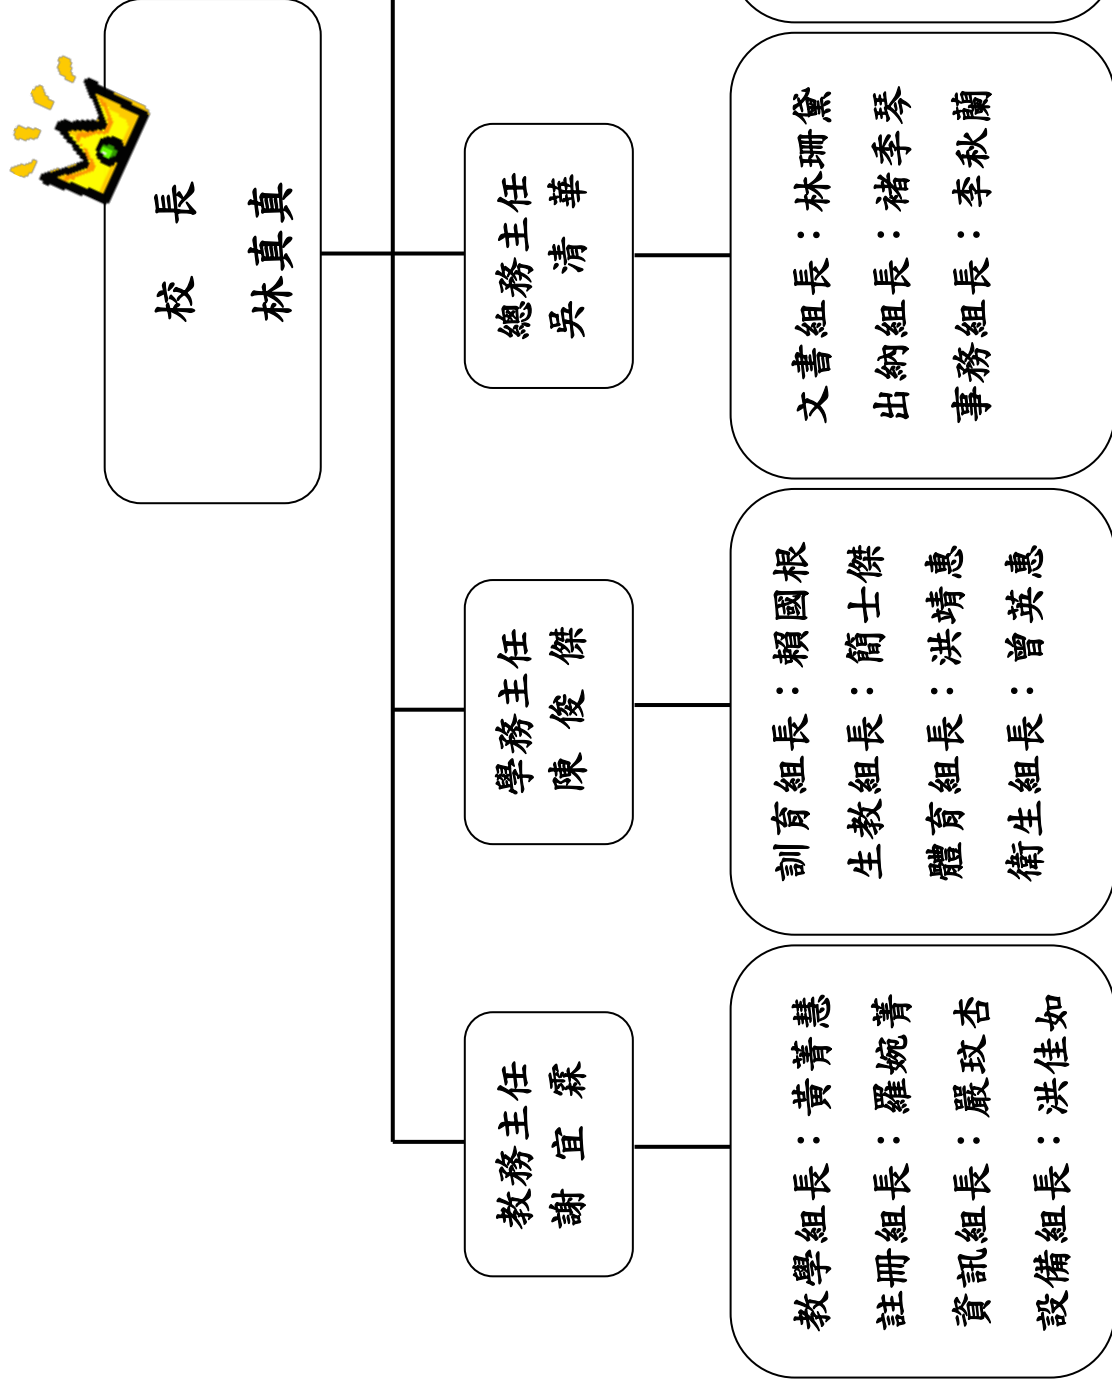 校 長
林真真
教務主任
謝 宜 霖
學務主任
陳 俊 傑
總務主任
吳 清 華
教學組長：黃菁慧
註冊組長：羅婉菁
資訊組長：嚴玟杏
設備組長：洪佳如
訓育組長：賴國根
生教組長：簡士傑
體育組長：洪靖惠
衛生組長：曾英惠
文書組長：林珊黛
出納組長：褚季琴
事務組長：李秋蘭